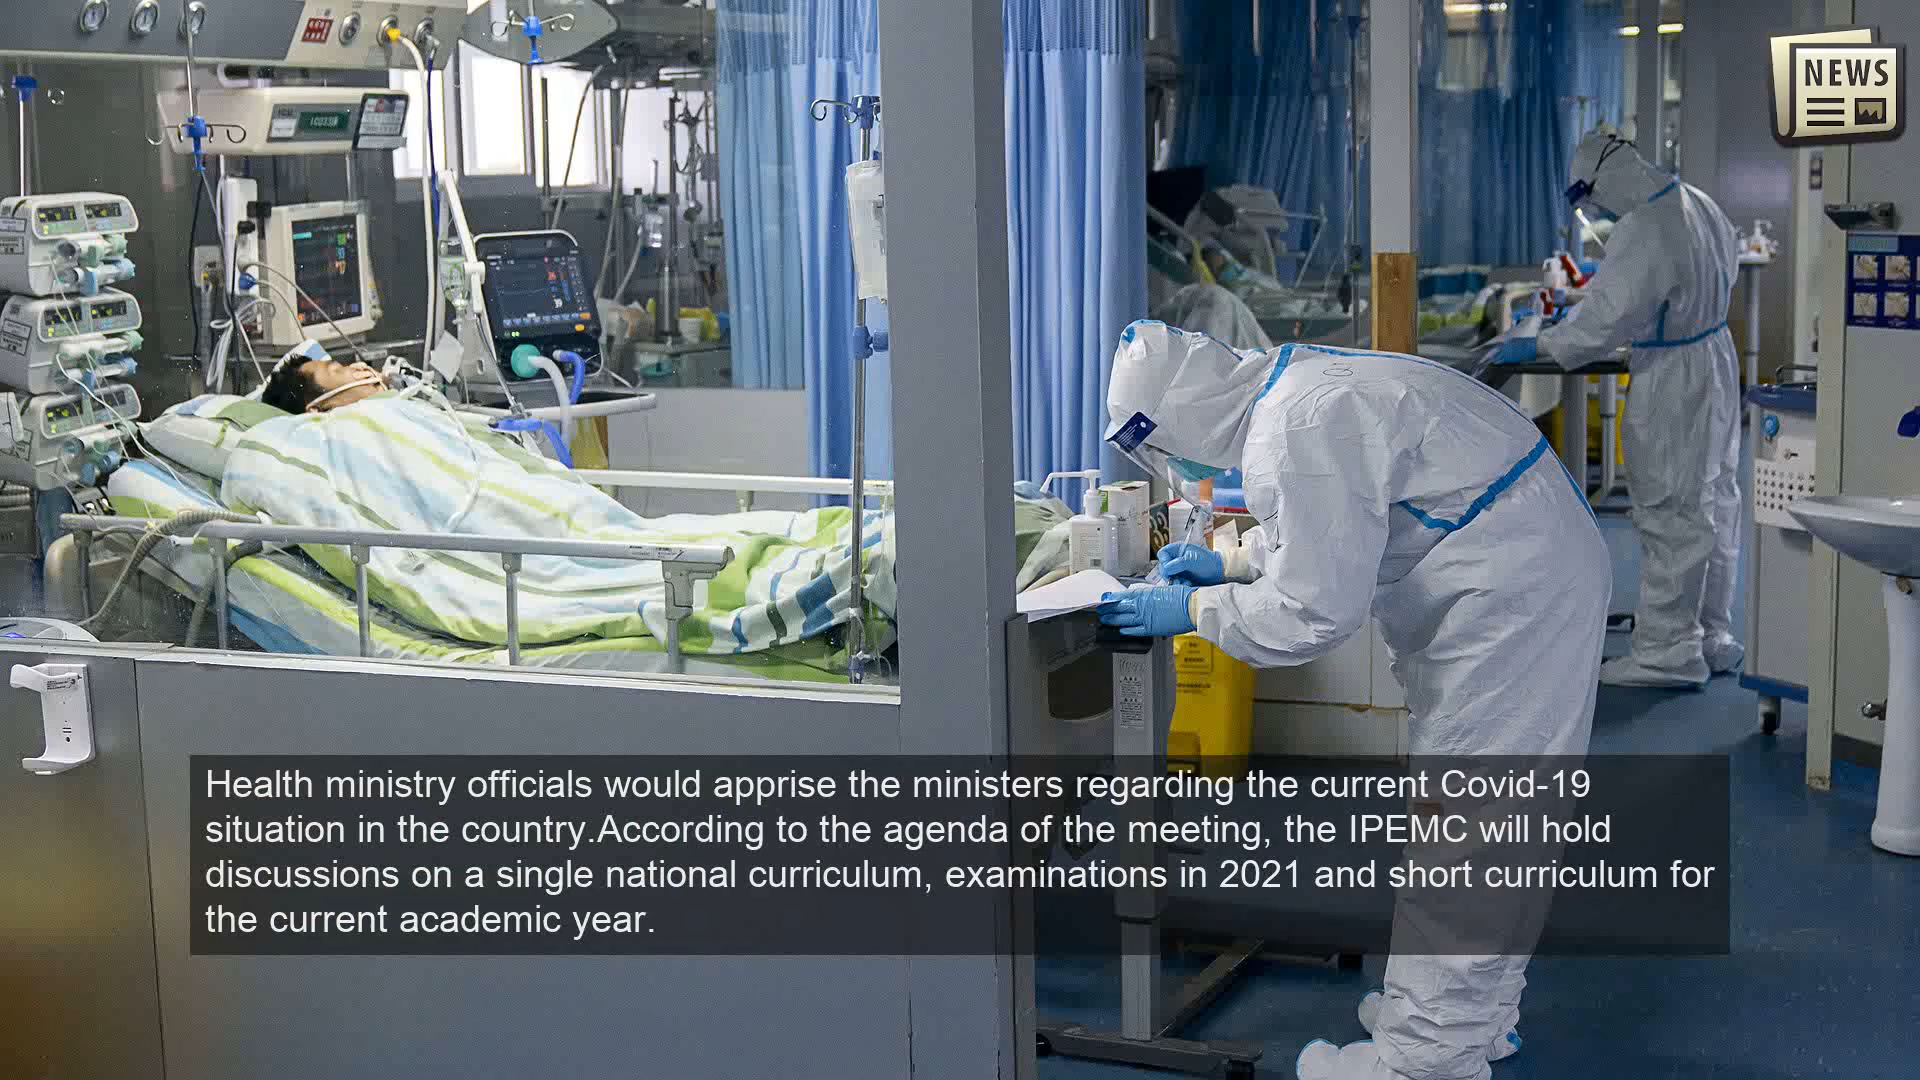 NEWS
Health ministry officials would apprise the ministers regarding the current Covid-19
situation in the country.According to the agenda of the meeting, the IPEMC will hold
discussions on a single national curriculum, examinations in 2021 and short curriculum for
the current academic year.